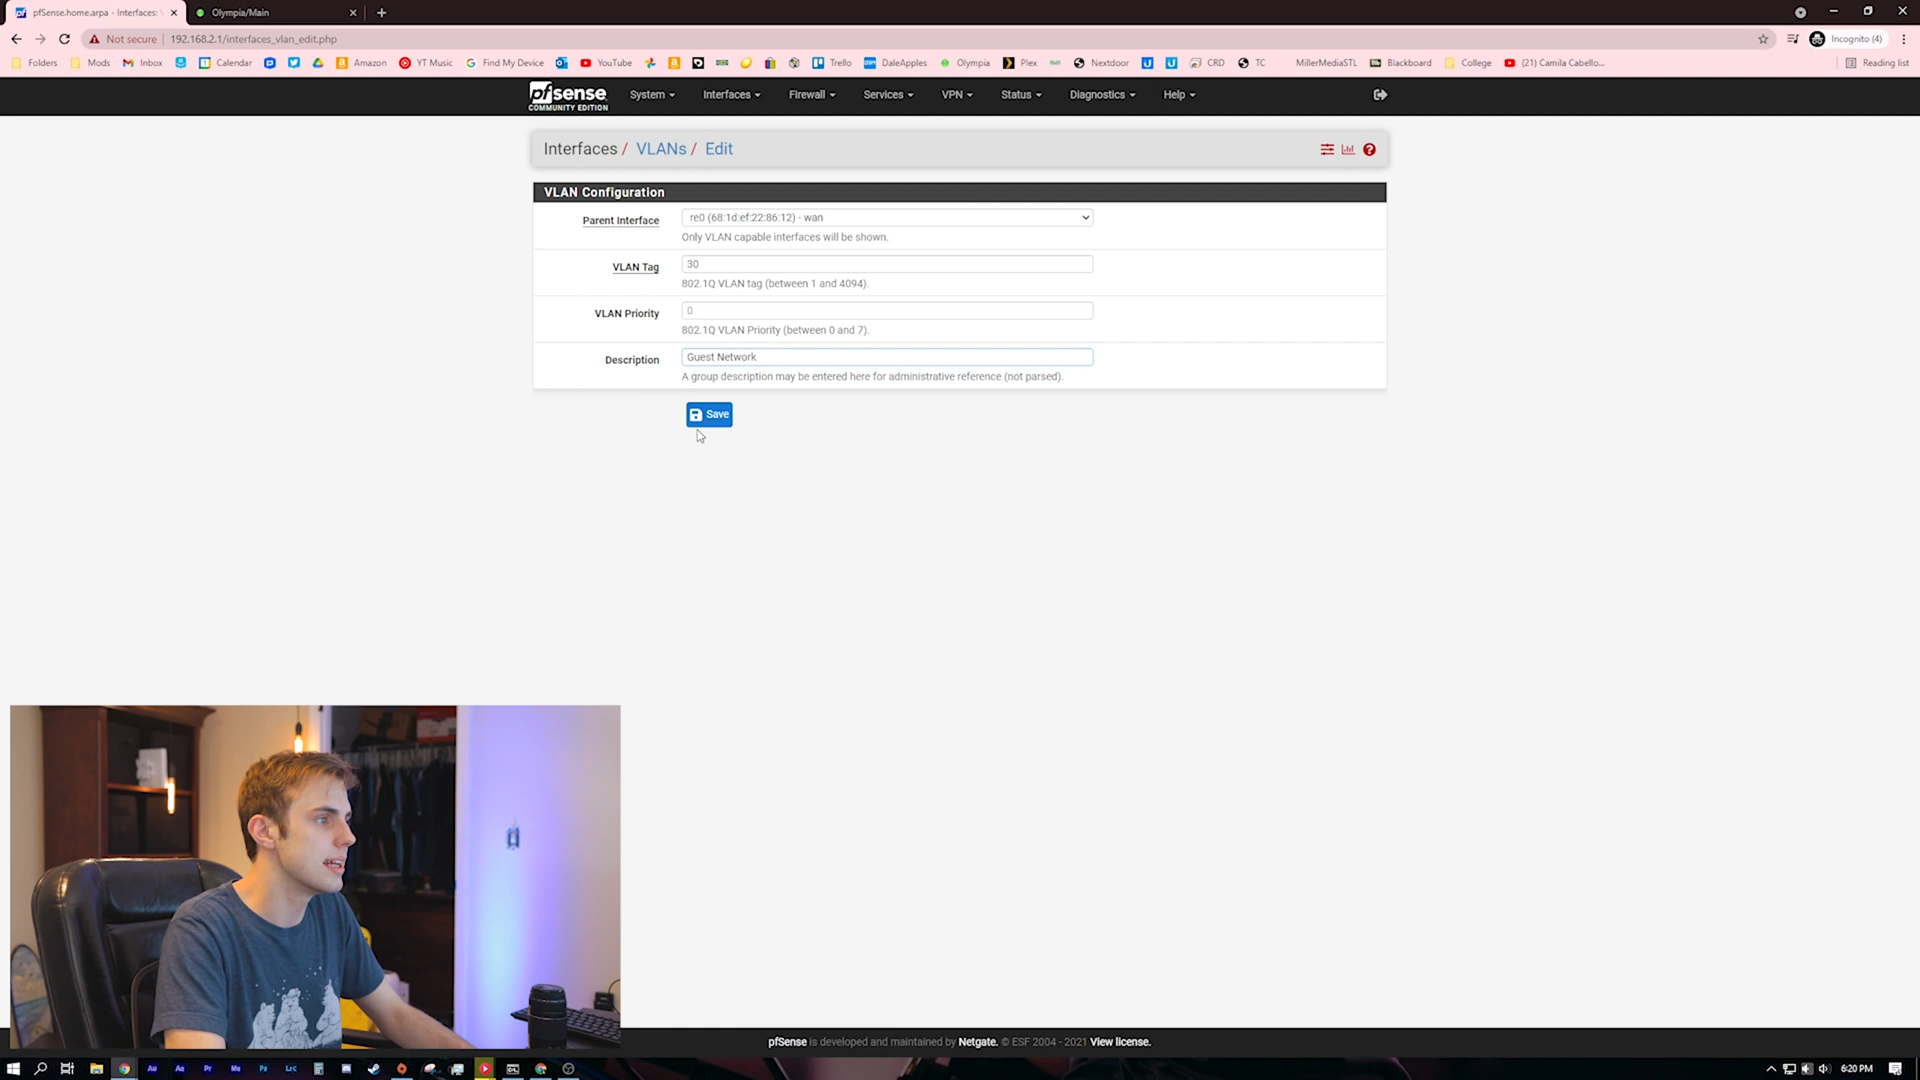 pfSense.home.arpa - Interfaces:
Olympia/Main
Not secure
192.168.2.1/interfaces_vlan_edit.php
Incognito (4)
Folders
Mods
Inbox
Calendar
Amazon
YT Music
Find My Device
YouTube
Trello
DaleApples
Olympia
Plex
Nextdoor
CRD
TC
MillerMediaSTL
Blackboard
College
(21) Camila Cabello...
Reading list
pfsense
COMMUNITY EDITION
System
Interfaces
Firewall
Services
VPN
Status
Diagnostics
Help
Interfaces / VLANs / Edit
VLAN Configuration
Parent Interface
re0 (68:1d:ef:22:86:12) - wan
Only VLAN capable interfaces will be shown.
VLAN Tag
30
802.1Q VLAN tag (between 1 and 4094).
VLAN Priority
0
802.1Q VLAN Priority (between 0 and 7).
Description
Guest Network
A group description may be entered here for administrative reference (not parsed).
Save
pfSense is developed and maintained by Netgate. © ESF 2004 - 2021 View license.
Au
Ae
Pr
Me
Ps
Lrc
6:20 PM